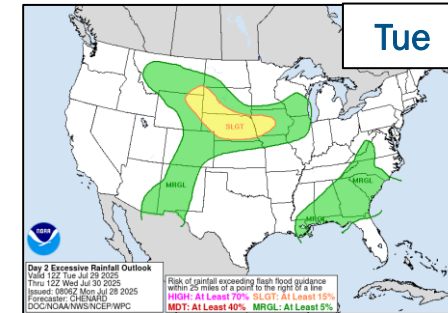 Tue
SLGT
MRGL
MRGL
MRGL
NOAA
Day 2 Excessive Rainfall Outlook
Valid 12Z Tue Jul 29 2025
Thru 12Z Wed Jul 30 2025
Issued: 0806Z Mon Jul 28 2025
Forecaster: CHENARD
DOC/NOAA/NWS/NCEP/WPC
Risk of rainfall exceeding flash flood guidance
within 25 miles of a point to the right of a line
HIGH: At Least 70% SLGT: At Least 15%
MDT: At Least 40% MRGL: At Least 5%